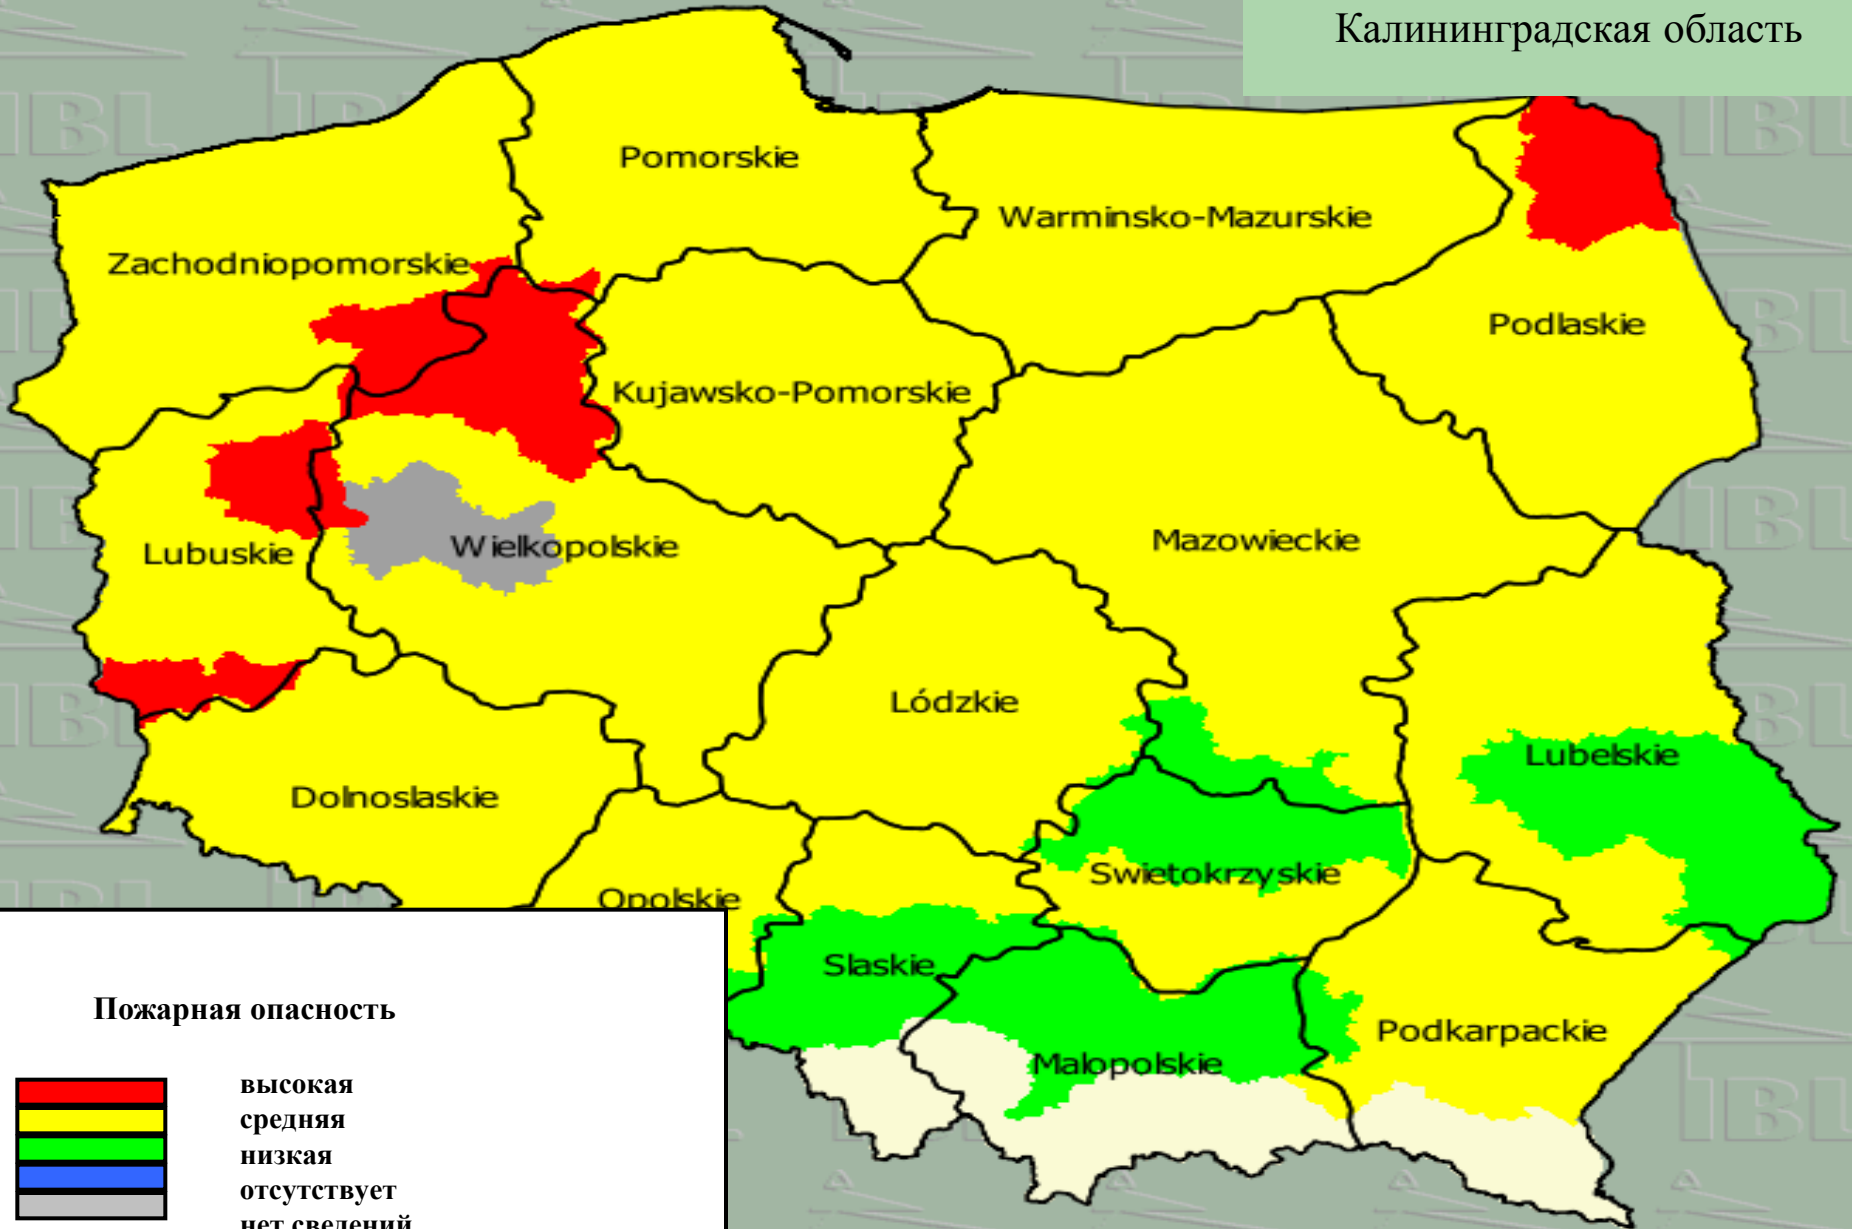 Калининградская область
Pomorskie
Warminsko-Mazurskie
Zachodniopomorskie
Podlaskie
Kujawsko-Pomorskie
Lubuskie
Wielkopolskie
Mazowieckie
Lódzkie
Lubelskie
Dolnoslaskie
Swietokrzyskie
Opolskie
Slaskie
Podkarpackie
Malopolskie
Пожарная опасность
высокая
средняя
низкая
отсутствует
нет сведений
IBL